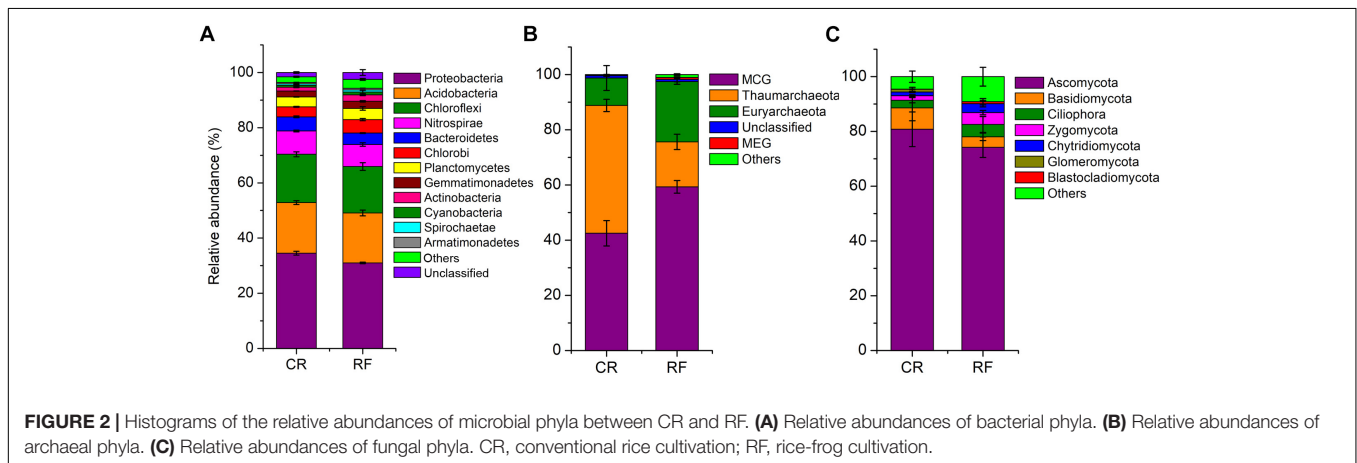 A
Relative abundance (%)
100
80
60
40
20
0
CR
RF
Proteobacteria
Acidobacteria
Chloroflexi
Nitrospirae
Bacteroidetes
Chlorobi
Planctomycetes
Gemmatimonadetes
Actinobacteria
Cyanobacteria
Spirochaetae
Armatimonadetes
Others
Unclassified
B
100
80
60
40
20
0
CR
RF
MCG
Thaumarchaeota
Euryarchaeota
Unclassified
MEG
Others
C
100
80
60
40
20
0
CR
RF
Ascomycota
Basidiomycota
Ciliophora
Zygomycota
Chytridiomycota
Glomeromycota
Blastocladiomycota
Others
FIGURE 2 | Histograms of the relative abundances of microbial phyla between CR and RF. (A) Relative abundances of bacterial phyla. (B) Relative abundances of
archaeal phyla. (C) Relative abundances of fungal phyla. CR, conventional rice cultivation; RF, rice-frog cultivation.